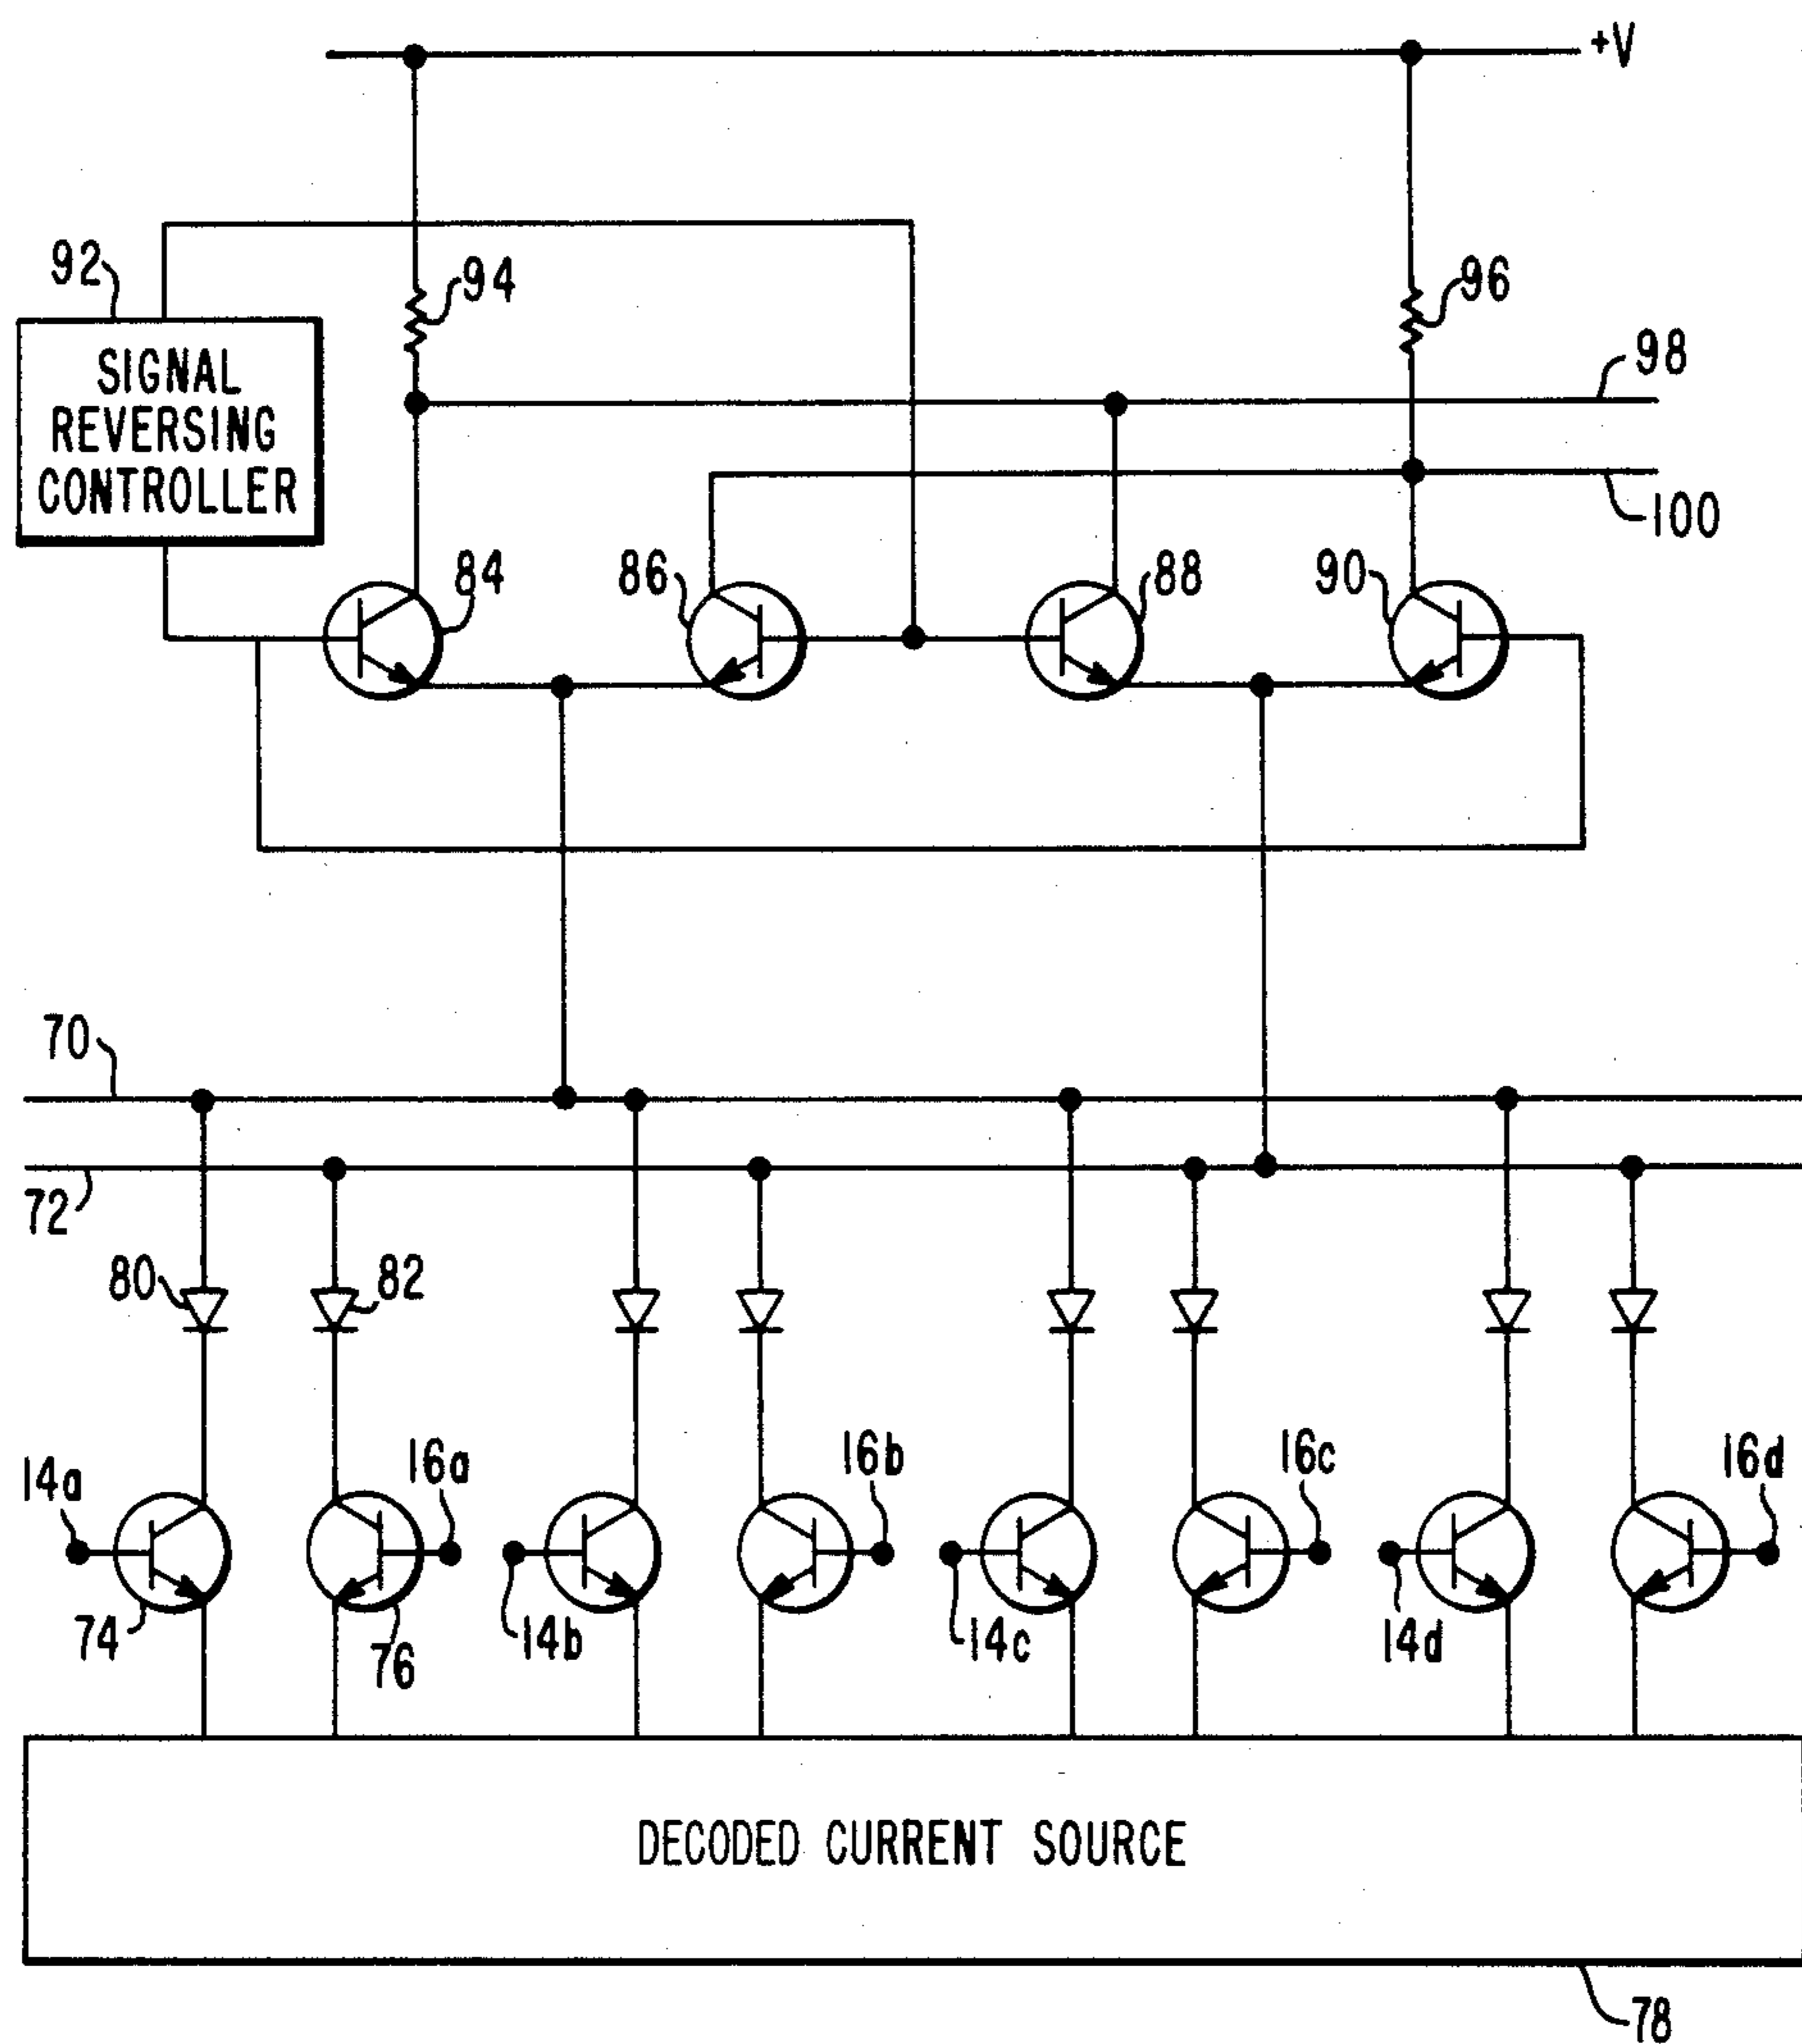 +V
92
94
96
98
SIGNAL
REVERSING
CONTROLLER
100
84
86
88
90
70
72
80
82
14a
16a
16b
16c
16d
74
76
14b
14c
14d
DECODED CURRENT SOURCE
78